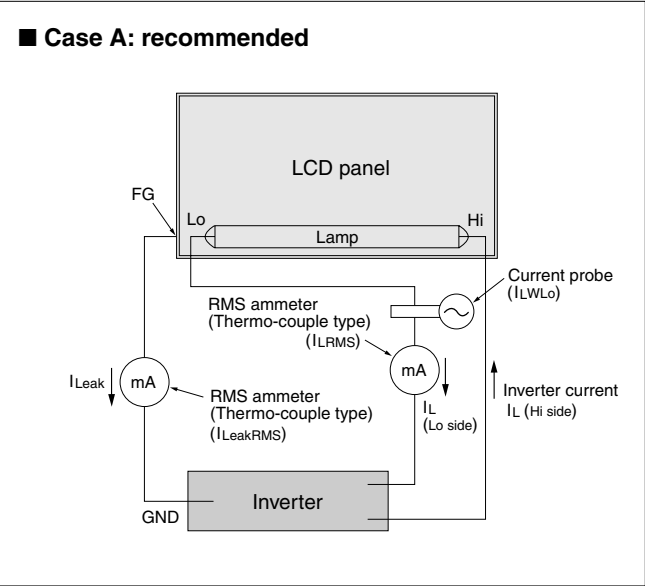 ■ Case A: recommended
LCD panel
FG
Lo
Hi
Lamp
Current probe
(ILWLo)
RMS ammeter
(Thermo-couple type)
(ILRMS)
mA
ILeak
mA
RMS ammeter
(Thermo-couple type)
(ILeakRMS)
IL
(Lo side)
Inverter current
IL (Hi side)
Inverter
GND